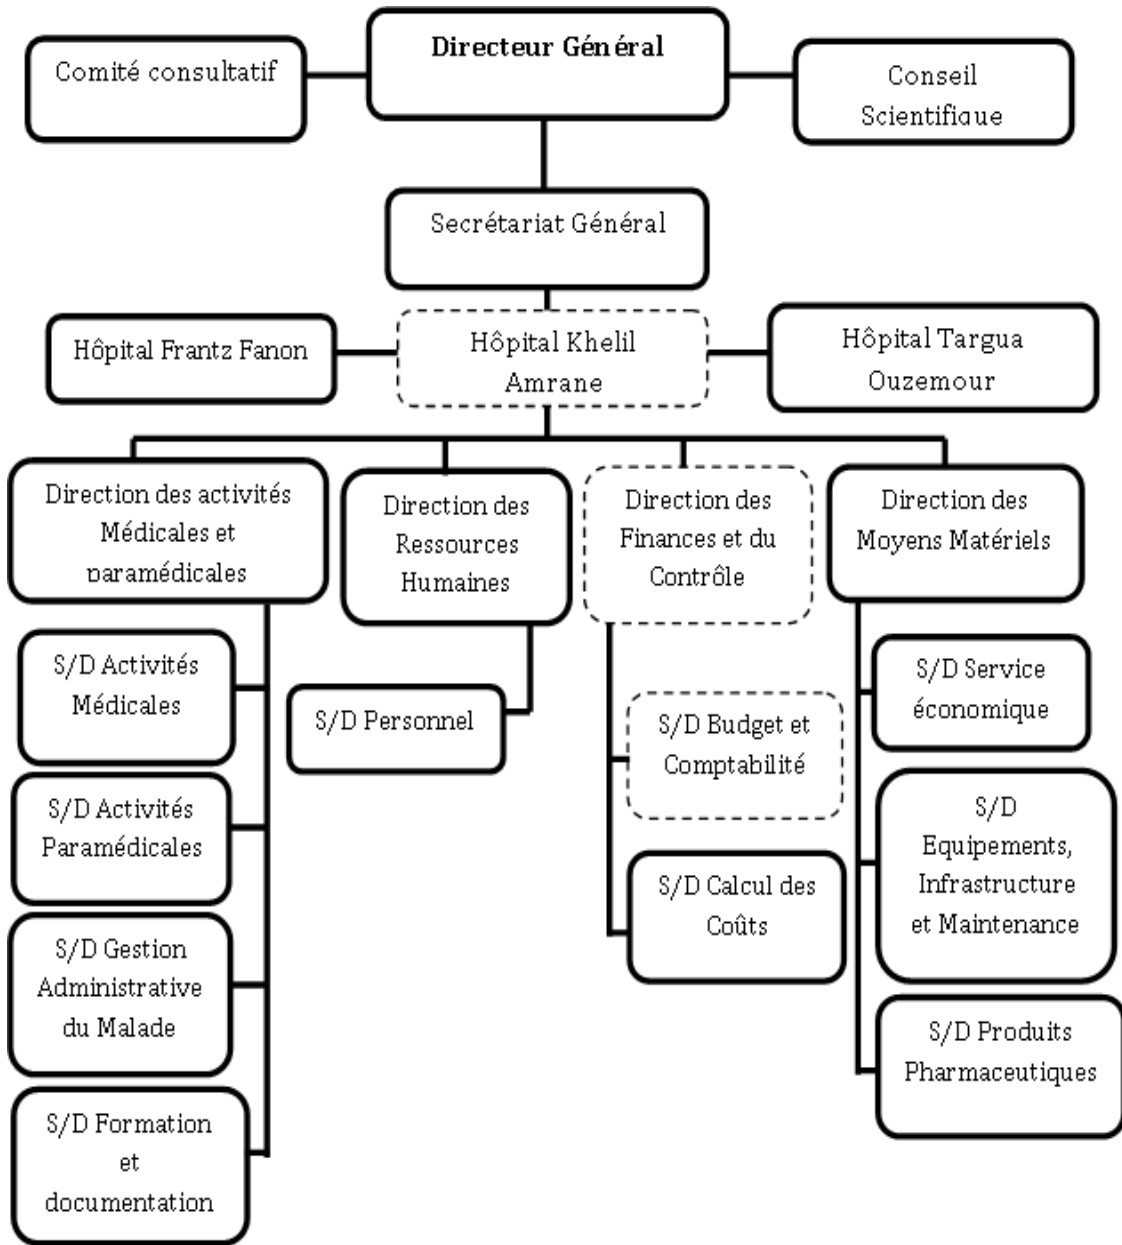 Directeur Général
Comité consultatif
Conseil
Scientifique
Secrétariat Général
Hôpital Frantz Fanon
Hôpital Khelil
Amrane
Hôpital Targua
Ouzemour
Direction des activités
Médicales et
paramédicales
Direction des
Ressources
Humaines
Direction des
Finances et du
Contrôle
Direction des
Moyens Matériels
S/D Activités
Médicales
S/D Activités
Paramédicales
S/D Gestion
Administrative
du Malade
S/D Formation
et
documentation
S/D Personnel
S/D Budget et
Comptabilité
S/D Calcul des
Coûts
S/D Service
économique
S/D
Equipements,
Infrastructure
et Maintenance
S/D Produits
Pharmaceutiques